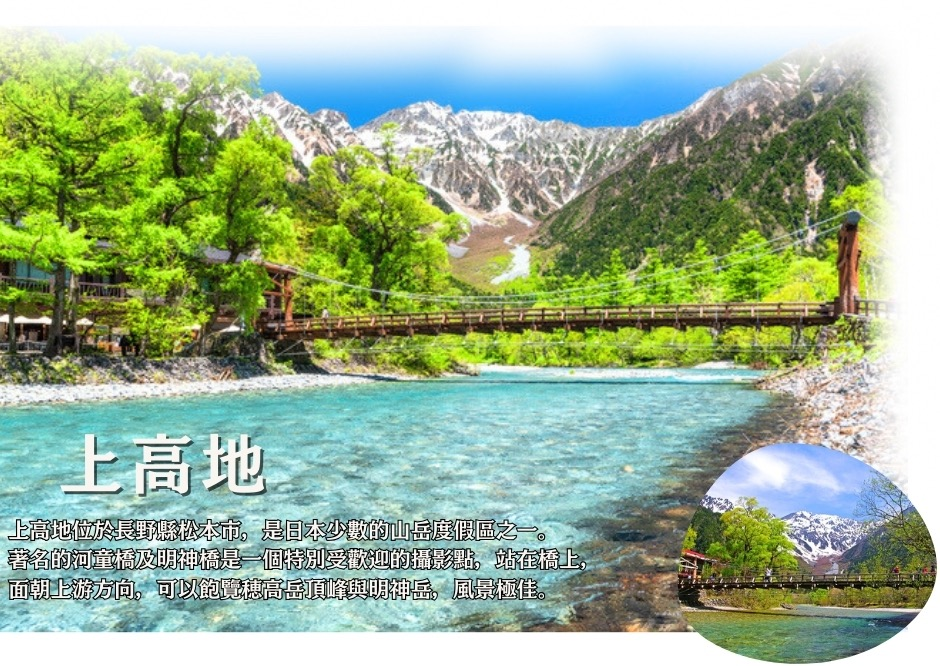 上高地
上高地位於長野縣松本市，是日本少數的山岳度假區之一。
著名的河童橋及明神橋是一個特別受歡迎的攝影點，站在橋上，
面朝上游方向，可以飽覽穂高岳頂峰與明神岳，風景極佳。